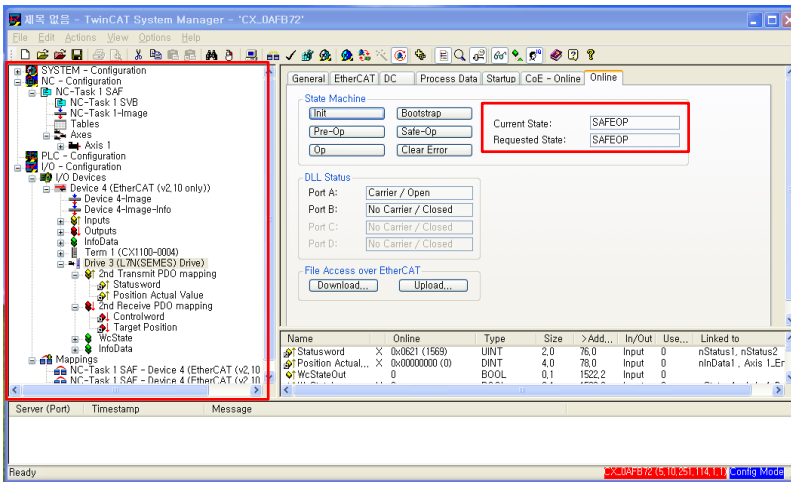 제목 없음 - TwinCAT System Manager - 'CX_0AFB72'
File Edit Actions View Options Help
SYSTEM - Configuration
NC - Configuration
NC-Task 1 SAF
NC-Task 1 SVB
NC-Task 1-Image
Tables
Axes
Axis 1
PLC - Configuration
I/O - Configuration
I/O Devices
Device 4 (EtherCAT (v2,10 only))
Device 4-Image
Device 4-Image-Info
Inputs
Outputs
InfoData
Term 1 (CX1100-0004)
Drive 3 (L7N(SEMES) Drive)
2nd Transmit PDO mapping
Statusword
Position Actual Value
2nd Receive PDO mapping
Controlword
Target Position
WcState
InfoData
Mappings
NC-Task 1 SAF - Device 4 (EtherCAT (v2,10
NC-Task 1 SAF - Device 4 (EtherCAT (v2,10
General EtherCAT DC Process Data Startup CoE - Online Online
State Machine
Init Bootstrap
Pre-Op Safe-Op
Op Clear Error
Current State: SAFEOP
Requested State: SAFEOP
DLL Status
Port A: Carrier / Open
Port B: No Carrier / Closed
Port C: No Carrier / Closed
Port D: No Carrier / Closed
File Access over EtherCAT
Download... Upload...
Name Online Type Size >Add... In/Out Use... Linked to
Statusword X 0x0621 (1569) UINT 2,0 76,0 Input 0 nStatus1, nStatus2
Position Actual... X 0x00000000 (0) DINT 4,0 78,0 Input 0 nInData1, Axis 1_Er
WcStateOut 0 BOOL 0,1 1522,2 Input 0
Server (Port) Timestamp Message
Ready
CX_0AFB72 (5,10,251,114,1,1) Config Mode